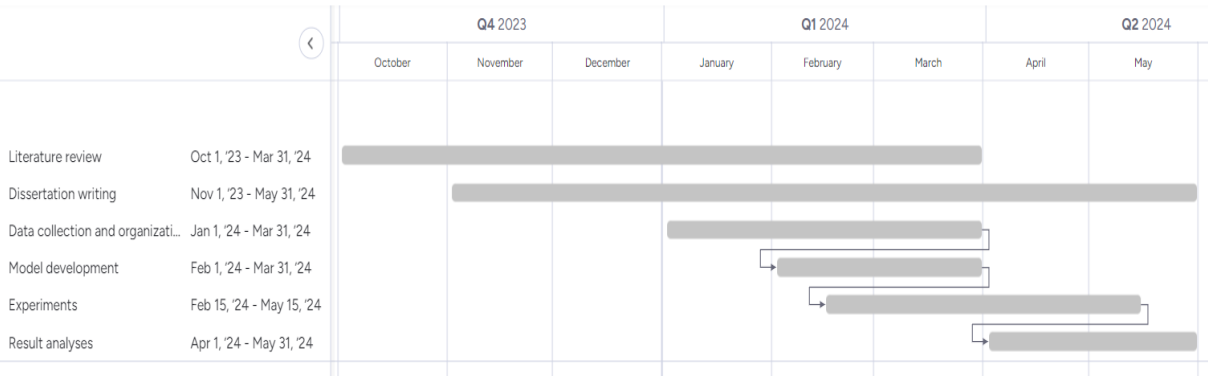 Q4 2023 Q1 2024 Q2 2024
October November December January February March April May
Literature review Oct 1, '23 - Mar 31, '24
Dissertation writing Nov 1, '23 - May 31, '24
Data collection and organizati... Jan 1, '24 - Mar 31, '24
Model development Feb 1, '24 - Mar 31, '24
Experiments Feb 15, '24 - May 15, '24
Result analyses Apr 1, '24 - May 31, '24